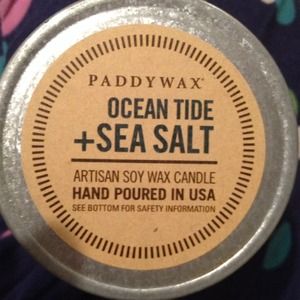 PADDYWAX®
OCEAN TIDE
+SEA SALT
ARTISAN SOY WAX CANDLE
HAND POURED IN USA
SEE BOTTOM FOR SAFETY INFORMATION